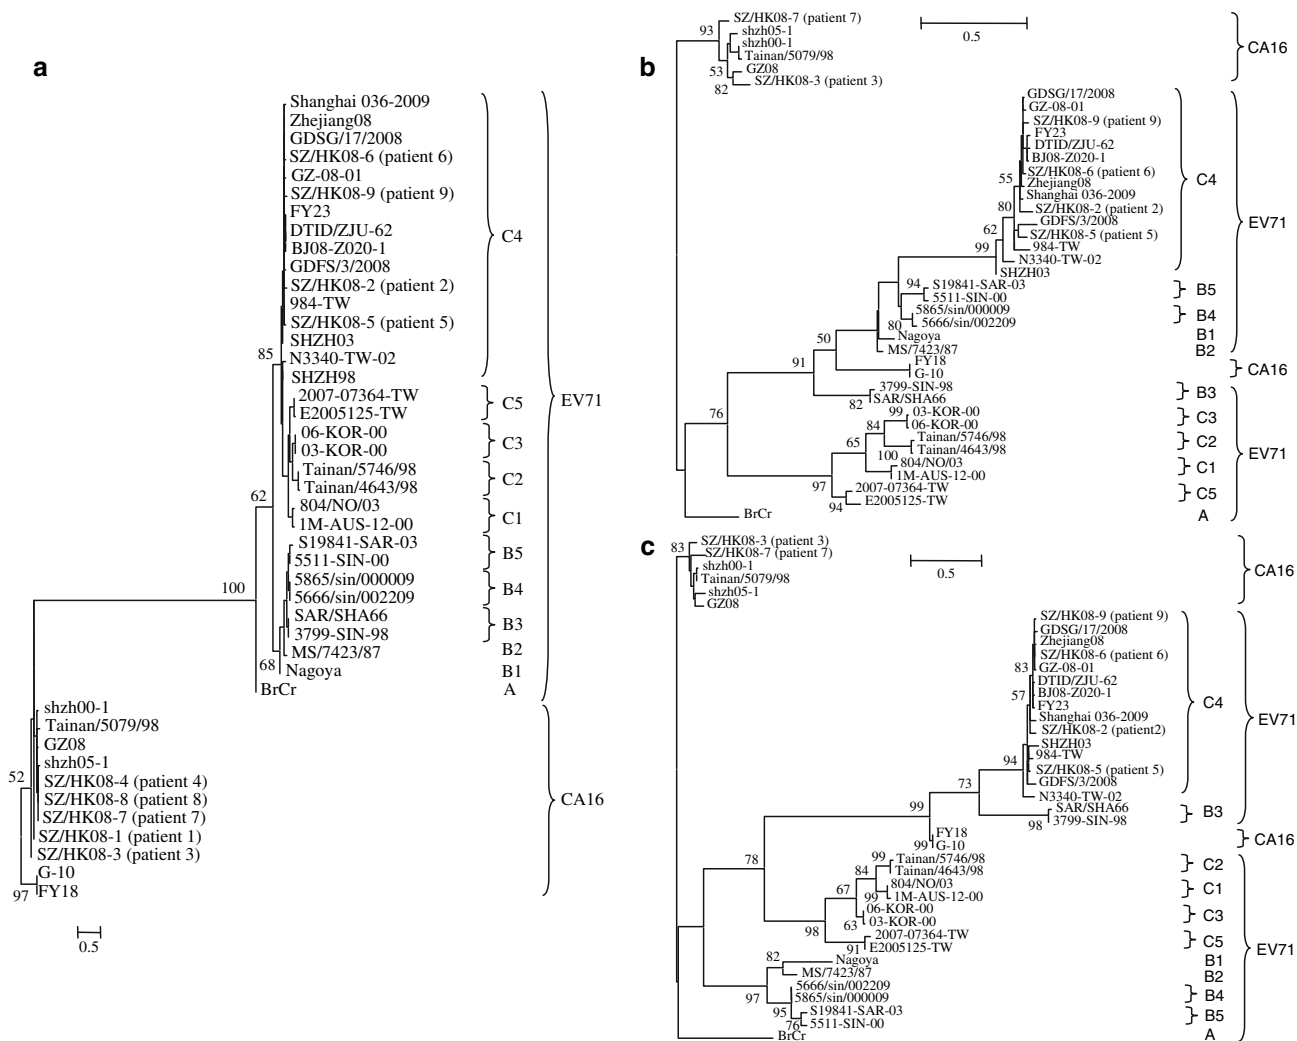 a
Shanghai 036-2009
Zhejiang08
GDSG/17/2008
SZ/HK08-6 (patient 6)
GZ-08-01
SZ/HK08-9 (patient 9)
FY23
DTID/ZJU-62
BJ08-Z020-1
GDFS/3/2008
SZ/HK08-2 (patient 2)
984-TW
SZ/HK08-5 (patient 5)
SHZH03
N3340-TW-02
SHZH98
2007-07364-TW
E2005125-TW
06-KOR-00
03-KOR-00
Tainan/5746/98
Tainan/4643/98
804/NO/03
1M-AUS-12-00
S19841-SAR-03
5511-SIN-00
5865/sin/000009
5666/sin/002209
SAR/SHA66
3799-SIN-98
MS/7423/87
Nagoya
BrCr
shzh00-1
Tainan/5079/98
GZ08
shzh05-1
SZ/HK08-4 (patient 4)
SZ/HK08-8 (patient 8)
SZ/HK08-7 (patient 7)
SZ/HK08-1 (patient 1)
SZ/HK08-3 (patient 3)
G-10
FY18
85
62
100
68
52
97
C4
C5
C3
C2
C1
B5
B4
B3
B2
B1
A
EV71
CA16
0.5
b
SZ/HK08-7 (patient 7)
shzh05-1
shzh00-1
Tainan/5079/98
GZ08
SZ/HK08-3 (patient 3)
GDSG/17/2008
GZ-08-01
SZ/HK08-9 (patient 9)
FY23
DTID/ZJU-62
BJ08-Z020-1
SZ/HK08-6 (patient 6)
Zhejiang08
Shanghai 036-2009
SZ/HK08-2 (patient 2)
GDFS/3/2008
SZ/HK08-5 (patient 5)
984-TW
N3340-TW-02
SHZH03
S19841-SAR-03
5511-SIN-00
5865/sin/000009
5666/sin/002209
Nagoya
MS/7423/87
FY18
G-10
3799-SIN-98
SAR/SHA66
03-KOR-00
06-KOR-00
Tainan/5746/98
Tainan/4643/98
804/NO/03
1M-AUS-12-00
2007-07364-TW
E2005125-TW
BrCr
93
53
82
55
80
62
99
94
80
50
91
82
76
99
84
65
100
97
94
0.5
CA16
C4
B5
B4
B1
B2
EV71
CA16
B3
C3
C2
C1
C5
A
EV71
c
SZ/HK08-3 (patient 3)
SZ/HK08-7 (patient 7)
shzh00-1
Tainan/5079/98
shzh05-1
GZ08
SZ/HK08-9 (patient 9)
GDSG/17/2008
Zhejiang08
SZ/HK08-6 (patient 6)
GZ-08-01
DTID/ZJU-62
BJ08-Z020-1
FY23
Shanghai 036-2009
SZ/HK08-2 (patient2)
SHZH03
984-TW
SZ/HK08-5 (patient 5)
GDFS/3/2008
N3340-TW-02
SAR/SHA66
3799-SIN-98
FY18
G-10
Tainan/5746/98
Tainan/4643/98
804/NO/03
1M-AUS-12-00
06-KOR-00
03-KOR-00
2007-07364-TW
E2005125-TW
Nagoya
MS/7423/87
5666/sin/002209
5865/sin/000009
S19841-SAR-03
5511-SIN-00
BrCr
83
83
57
94
73
98
99
99
78
99
84
67
99
63
98
91
82
97
95
76
0.5
CA16
C4
B3
EV71
CA16
C2
C1
C3
C5
B1
B2
B4
B5
A
EV71